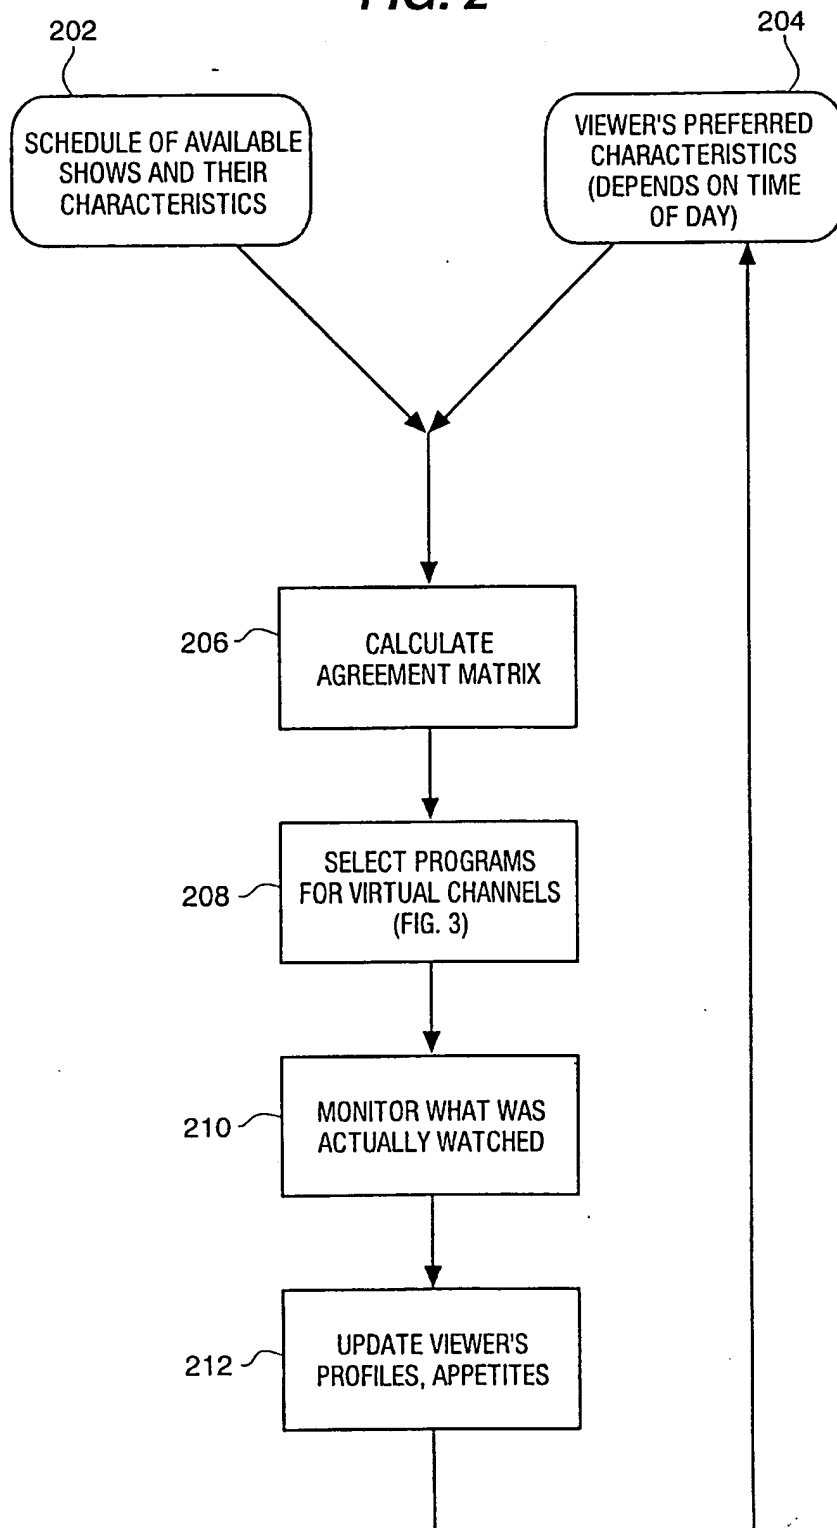 FIG. 2
202
204
SCHEDULE OF AVAILABLE
SHOWS AND THEIR
CHARACTERISTICS
VIEWER'S PREFERRED
CHARACTERISTICS
(DEPENDS ON TIME
OF DAY)
206
CALCULATE
AGREEMENT MATRIX
208
SELECT PROGRAMS
FOR VIRTUAL CHANNELS
(FIG. 3)
210
MONITOR WHAT WAS
ACTUALLY WATCHED
212
UPDATE VIEWER'S
PROFILES, APPETITES